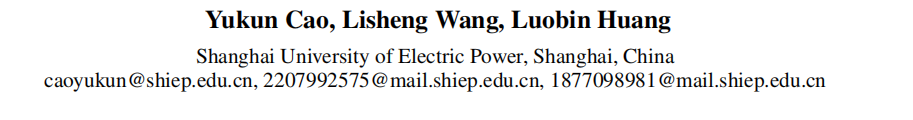 Yukun Cao, Lisheng Wang, Luobin Huang
Shanghai University of Electric Power, Shanghai, China
caoyukun@shiep.edu.cn, 2207992575@mail.shiep.edu.cn, 1877098981@mail.shiep.edu.cn